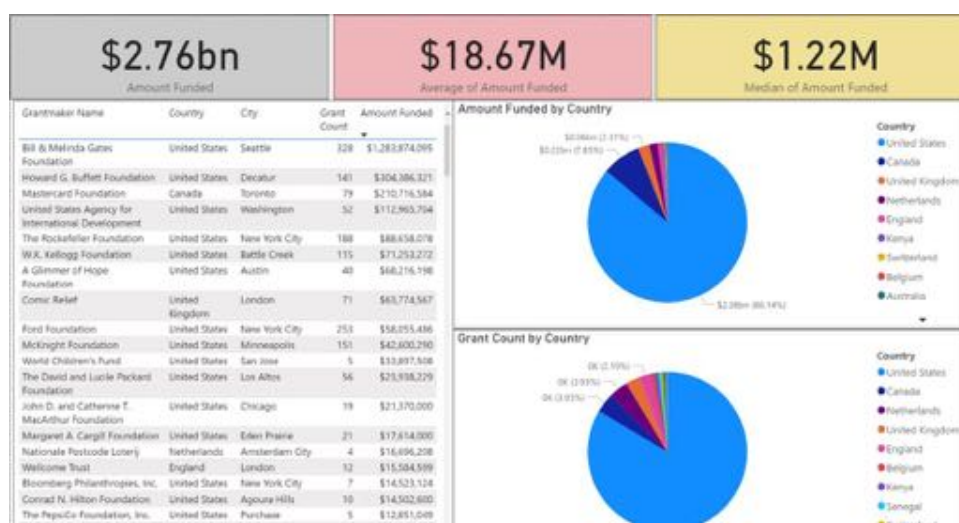 $2.76bn
Amount Funded
$18.67M
Average of Amount Funded
$1.22M
Median of Amount Funded
Grantmaker Name Country City Grant Count Amount Funded
Bill & Melinda Gates Foundation United States Seattle 328 $1,283,874,095
Howard G. Buffett Foundation United States Decatur 141 $304,386,321
Mastercard Foundation Canada Toronto 79 $210,716,584
United States Agency for International Development United States Washington 52 $112,965,704
The Rockefeller Foundation United States New York City 188 $88,658,078
W.K. Kellogg Foundation United States Battle Creek 115 $71,253,272
A Glimmer of Hope Foundation United States Austin 40 $68,216,198
Comic Relief United Kingdom London 71 $63,774,567
Ford Foundation United States New York City 253 $58,055,486
McKnight Foundation United States Minneapolis 151 $42,600,290
World Children's Fund United States San Jose 5 $33,897,508
The David and Lucile Packard Foundation United States Los Altos 56 $23,938,229
John D. and Catherine T. MacArthur Foundation United States Chicago 19 $21,370,000
Margaret A. Cargill Foundation United States Eden Prairie 21 $17,614,000
Nationale Postcode Loterij Netherlands Amsterdam City 4 $16,696,208
Wellcome Trust England London 12 $15,504,599
Bloomberg Philanthropies, Inc. United States New York City 7 $14,523,124
Conrad N. Hilton Foundation United States Agoura Hills 10 $14,502,600
The PepsiCo Foundation, Inc. United States Purchase 5 $12,851,049
Amount Funded by Country
Country
United States
Canada
United Kingdom
Netherlands
England
Kenya
Switzerland
Belgium
Australia
Grant Count by Country
Country
United States
Canada
Netherlands
United Kingdom
England
Belgium
Kenya
Senegal